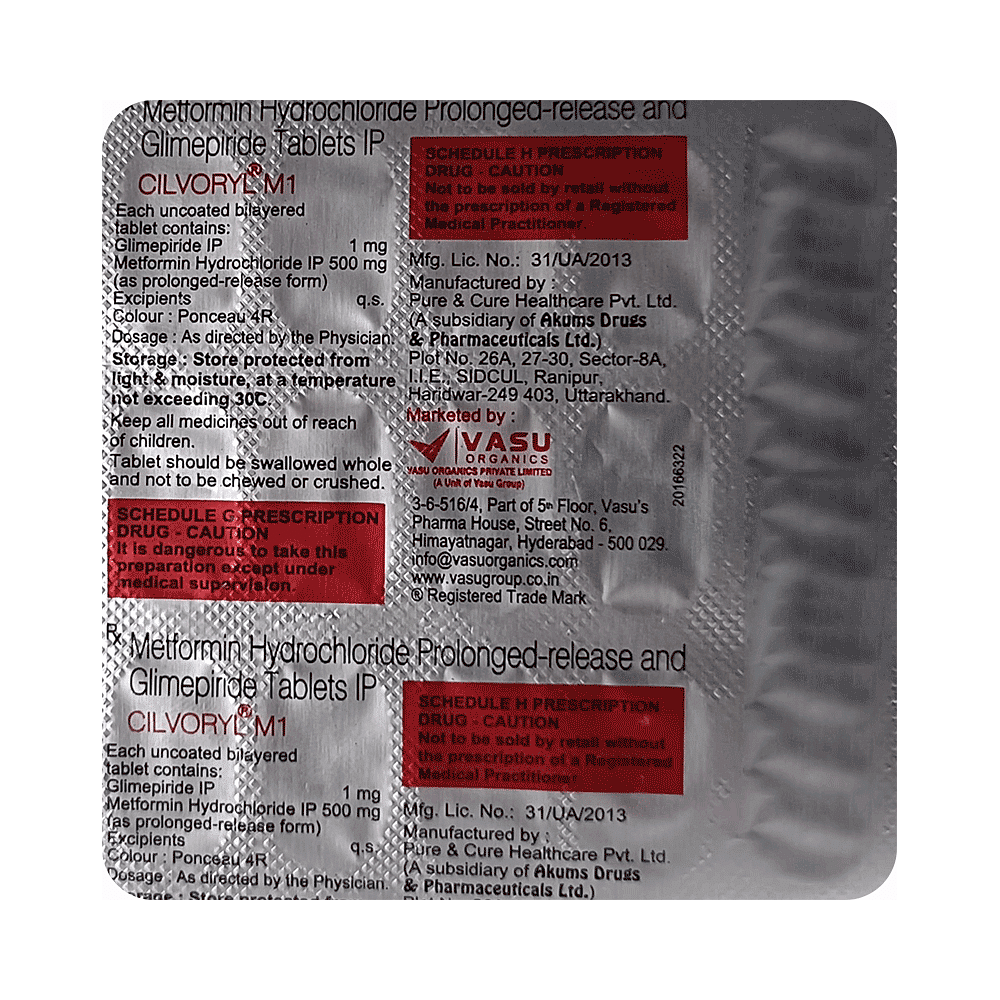 Metformin Hydrochloride Prolonged-release and
Glimepiride Tablets IP
CILVORYL® M1
Each uncoated bilayered
tablet contains:
Glimepiride IP 1 mg
Metformin Hydrochloride IP 500 mg
(as prolonged-release form)
Excipients q.s.
Colour : Ponceau 4R
Dosage : As directed by the Physician.
Storage : Store protected from
light & moisture, at a temperature
not exceeding 30C.
Keep all medicines out of reach
of children.
Tablet should be swallowed whole
and not to be chewed or crushed.
SCHEDULE G PRESCRIPTION
DRUG - CAUTION
It is dangerous to take this
preparation except under
medical supervision.
SCHEDULE H PRESCRIPTION
DRUG - CAUTION
Not to be sold by retail without
the prescription of a Registered
Medical Practitioner.
Mfg. Lic. No.: 31/UA/2013
Manufactured by :
Pure & Cure Healthcare Pvt. Ltd.
(A subsidiary of Akums Drugs
& Pharmaceuticals Ltd.)
Plot No. 26A, 27-30, Sector-8A,
I.I.E., SIDCUL, Ranipur,
Haridwar-249 403, Uttarakhand.
Marketed by :
VASU
ORGANICS
VASU ORGANICS PRIVATE LIMITED
(A Unit of Vasu Group)
3-6-516/4, Part of 5th Floor, Vasu's
Pharma House, Street No. 6,
Himayatnagar, Hyderabad - 500 029.
info@vasuorganics.com
www.vasugroup.co.in
® Registered Trade Mark
20166322
Rx Metformin Hydrochloride Prolonged-release and
Glimepiride Tablets IP
CILVORYL® M1
Each uncoated bilayered
tablet contains:
Glimepiride IP 1 mg
Metformin Hydrochloride IP 500 mg
(as prolonged-release form)
Excipients q.s.
Colour : Ponceau 4R
Dosage : As directed by the Physician.
Storage : Store protected
SCHEDULE H PRESCRIPTION
DRUG - CAUTION
Not to be sold by retail without
the prescription of a Registered
Medical Practitioner
Mfg. Lic. No.: 31/UA/2013
Manufactured by :
Pure & Cure Healthcare Pvt. Ltd.
(A subsidiary of Akums Drugs
& Pharmaceuticals Ltd.)